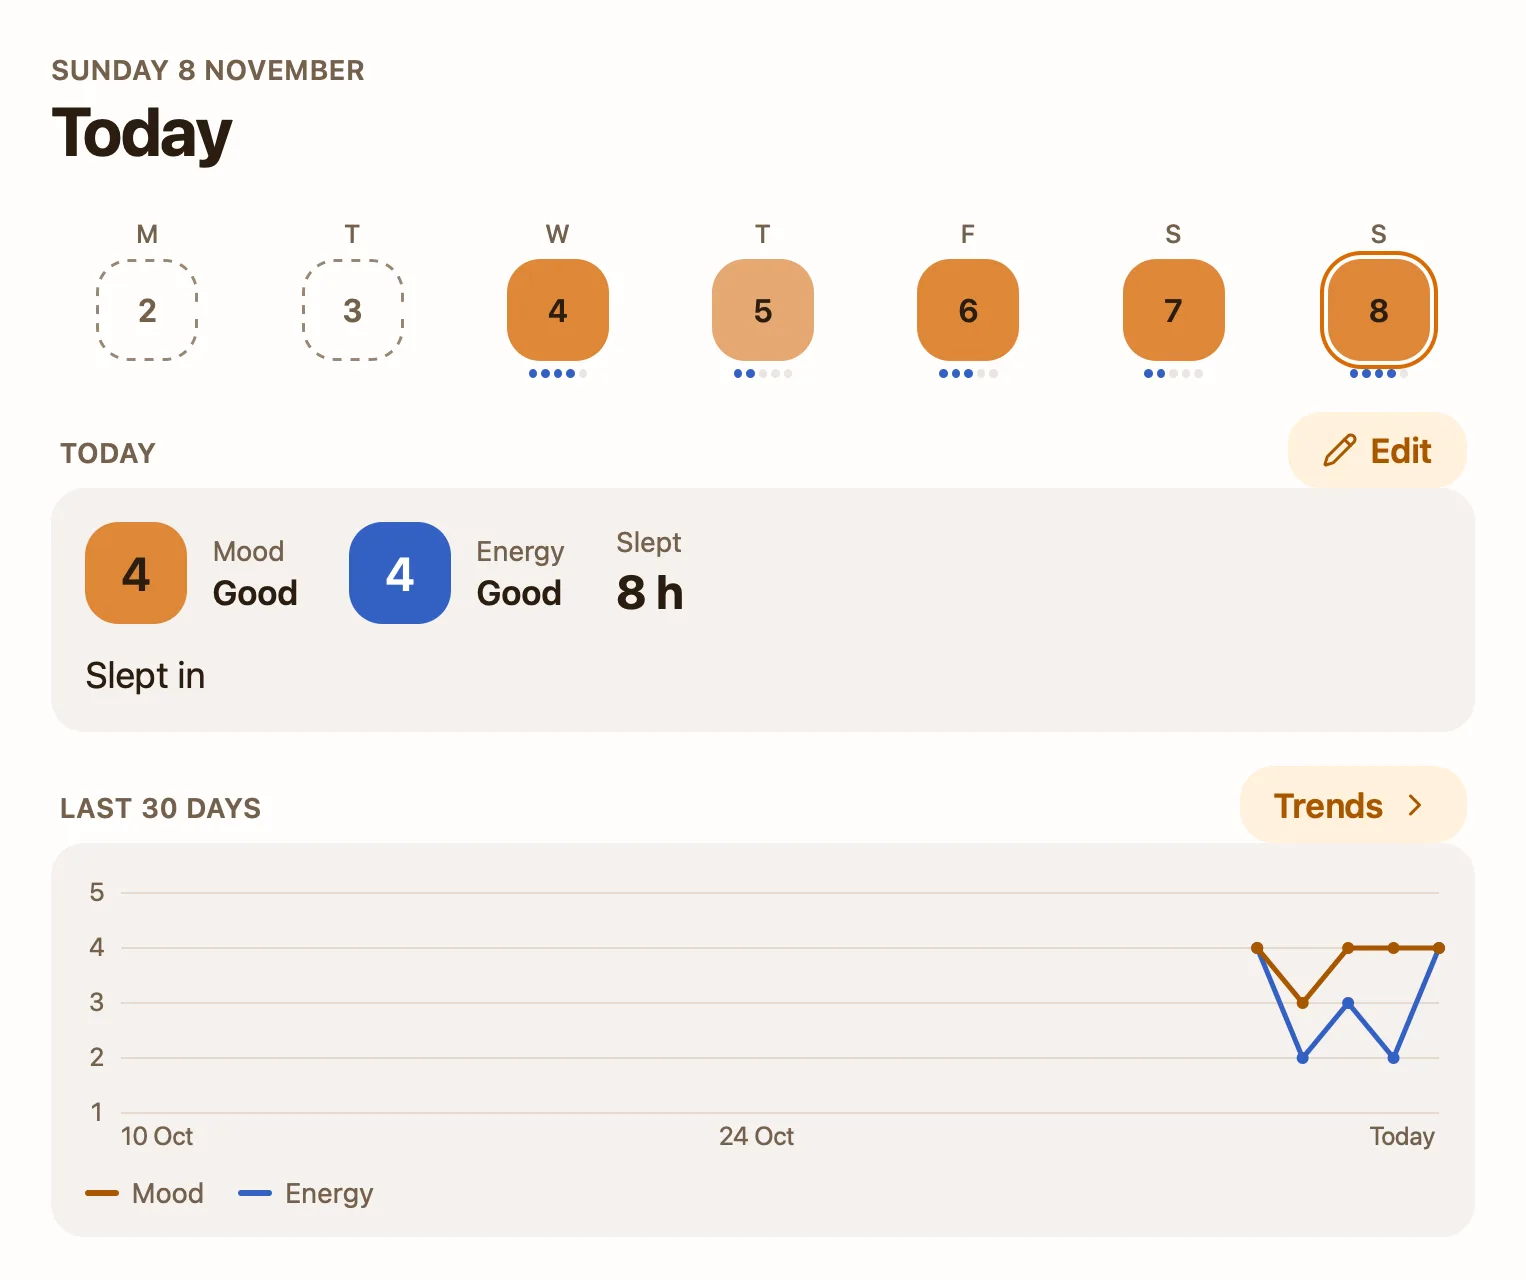 SUNDAY 8 NOVEMBER
Today
M T W T F S S
2 3 4 5 6 7 8
TODAY
Edit
4 Mood Good
4 Energy Good
Slept 8 h
Slept in
LAST 30 DAYS
Trends
5
4
3
2
1
10 Oct 24 Oct Today
Mood Energy